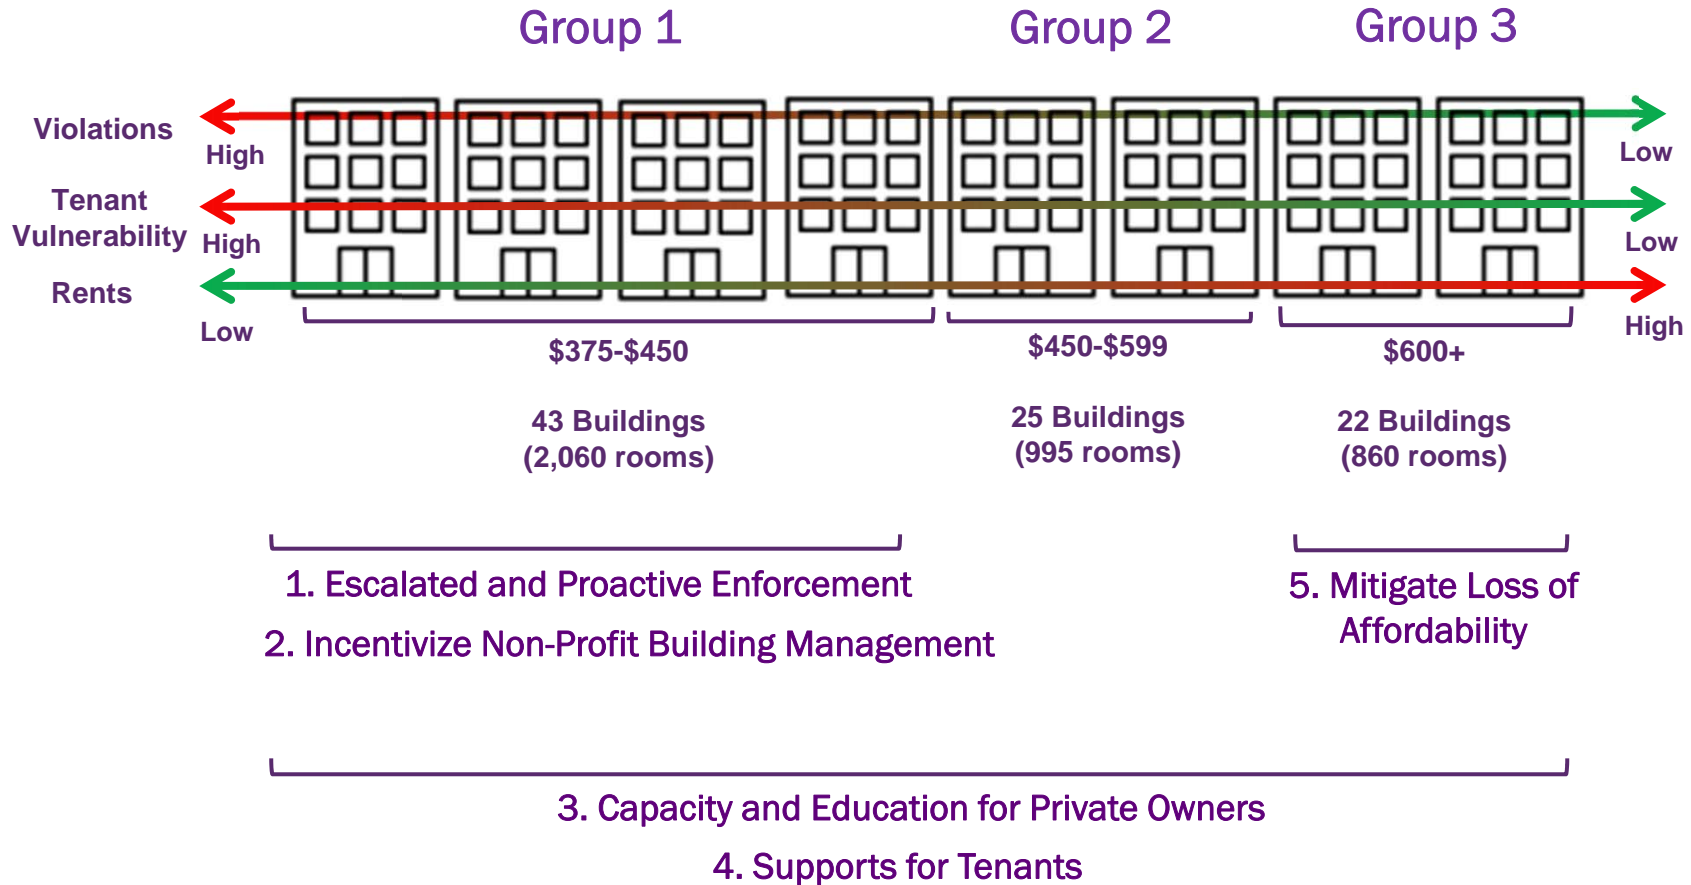 Group 1
Group 2
Group 3
Violations
High
Low
Tenant
Vulnerability
High
Low
Rents
Low
High
$375-$450
$450-$599
$600+
43 Buildings
(2,060 rooms)
25 Buildings
(995 rooms)
22 Buildings
(860 rooms)
1. Escalated and Proactive Enforcement
2. Incentivize Non-Profit Building Management
5. Mitigate Loss of
Affordability
3. Capacity and Education for Private Owners
4. Supports for Tenants